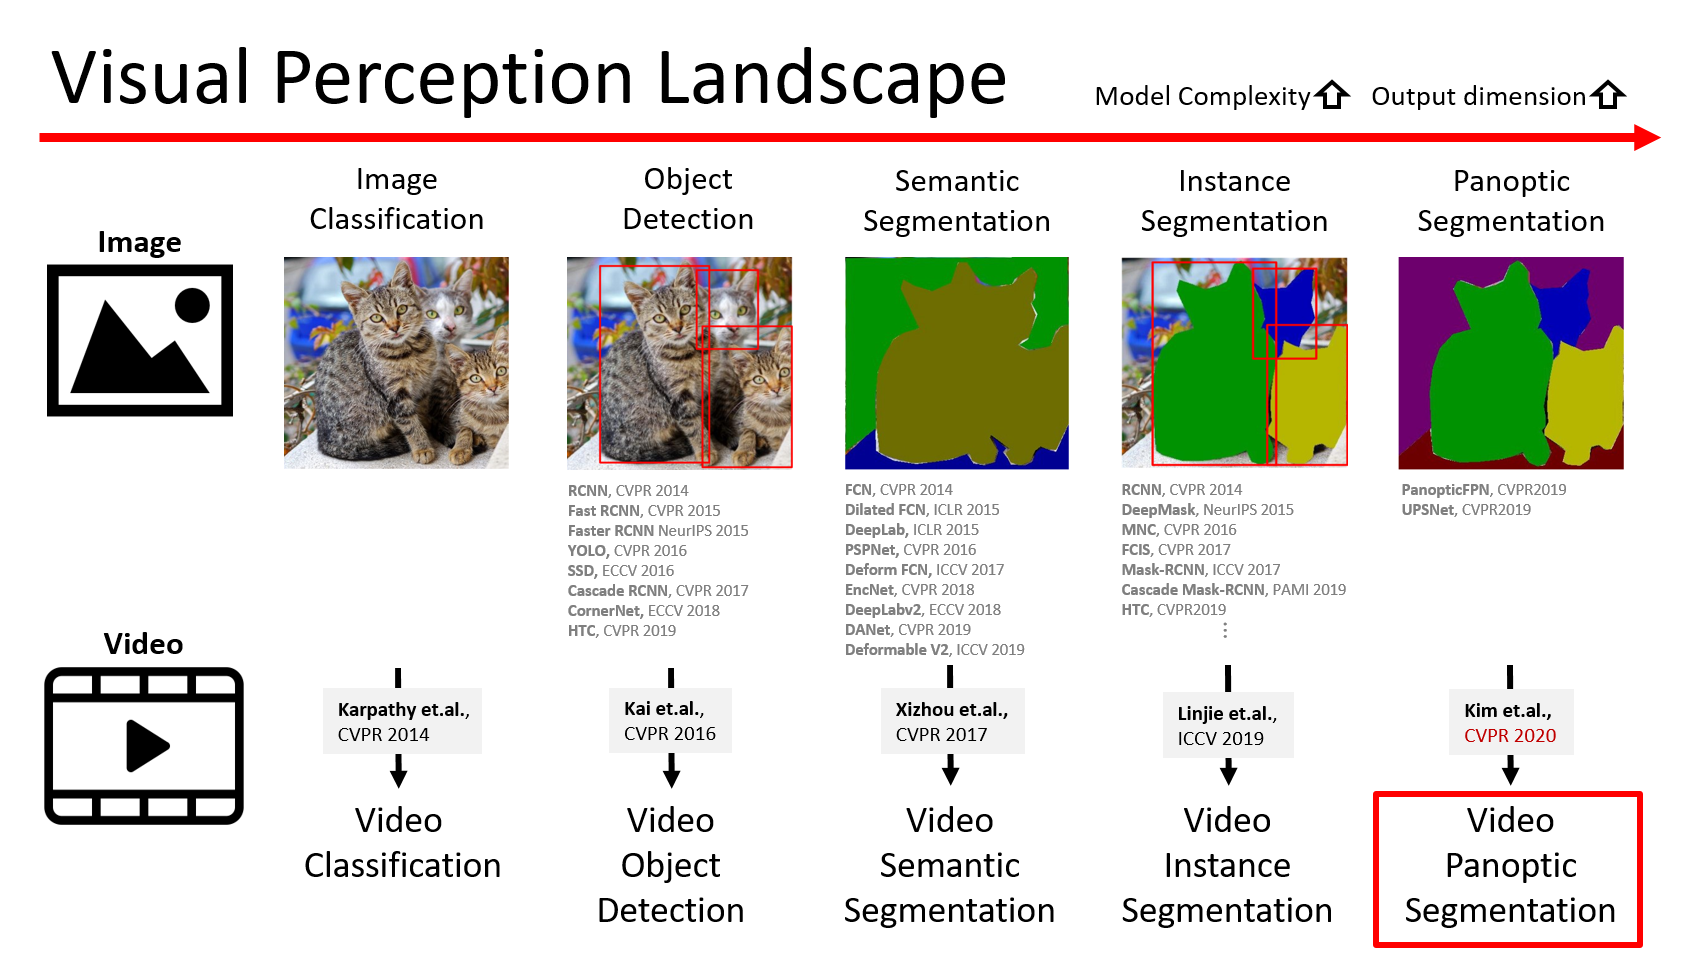 Visual Perception Landscape
Model Complexity
Output dimension
Image
Classification
Object
Detection
Semantic
Segmentation
Instance
Segmentation
Panoptic
Segmentation
Image
RCNN, CVPR 2014
Fast RCNN, CVPR 2015
Faster RCNN NeurIPS 2015
YOLO, CVPR 2016
SSD, ECCV 2016
Cascade RCNN, CVPR 2017
CornerNet, ECCV 2018
HTC, CVPR 2019
FCN, CVPR 2014
Dilated FCN, ICLR 2015
DeepLab, ICLR 2015
PSPNet, CVPR 2016
Deform FCN, ICCV 2017
EncNet, CVPR 2018
DeepLabv2, ECCV 2018
DANet, CVPR 2019
Deformable V2, ICCV 2019
RCNN, CVPR 2014
DeepMask, NeurIPS 2015
MNC, CVPR 2016
FCIS, CVPR 2017
Mask-RCNN, ICCV 2017
Cascade Mask-RCNN, PAMI 2019
HTC, CVPR2019
⋮
PanopticFPN, CVPR2019
UPSNet, CVPR2019
Video
Karpathy et.al.,
CVPR 2014
Kai et.al.,
CVPR 2016
Xizhou et.al.,
CVPR 2017
Linjie et.al.,
ICCV 2019
Kim et.al.,
CVPR 2020
Video
Classification
Video
Object
Detection
Video
Semantic
Segmentation
Video
Instance
Segmentation
Video
Panoptic
Segmentation